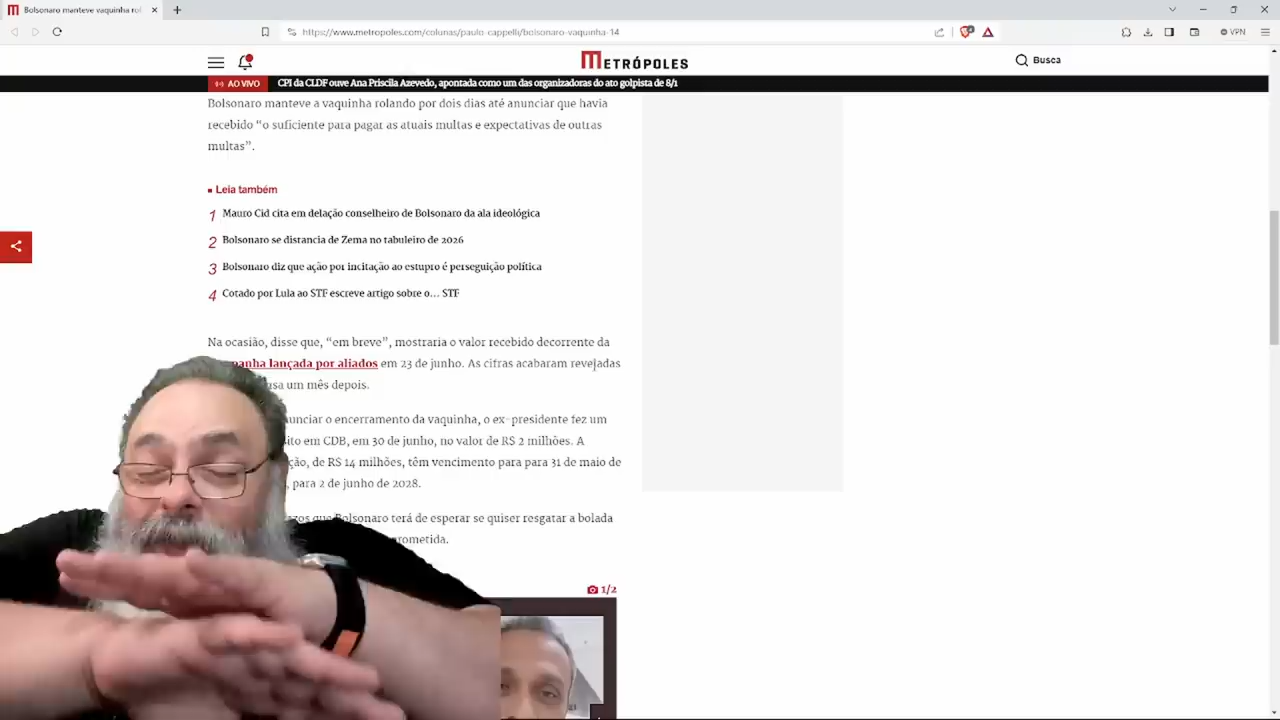 Bolsonaro manteve vaquinha rol
https://www.metropoles.com/colunas/paulo-cappelli/bolsonaro-vaquinha-14
VPN
METRÓPOLES
Busca
AO VIVO
CPI da CLDF ouve Ana Priscila Azevedo, apontada como um das organizadoras do ato golpista de 8/1
Bolsonaro manteve a vaquinha rolando por dois dias até anunciar que havia
recebido “o suficiente para pagar as atuais multas e expectativas de outras
multas”.
Leia também
1 Mauro Cid cita em delação conselheiro de Bolsonaro da ala ideológica
2 Bolsonaro se distancia de Zema no tabuleiro de 2026
3 Bolsonaro diz que ação por incitação ao estupro é perseguição política
4 Cotado por Lula ao STF escreve artigo sobre o... STF
Na ocasião, disse que, “em breve”, mostraria o valor recebido decorrente da
lançada por aliados em 23 de junho. As cifras acabaram revejadas
um mês depois.
o encerramento da vaquinha, o ex-presidente fez um
em CDB, em 30 de junho, no valor de R$ 2 milhões. A
de R$ 14 milhões, têm vencimento para para 31 de maio de
, para 2 de junho de 2028.
que Bolsonaro terá de esperar se quiser resgatar a bolada
1/2